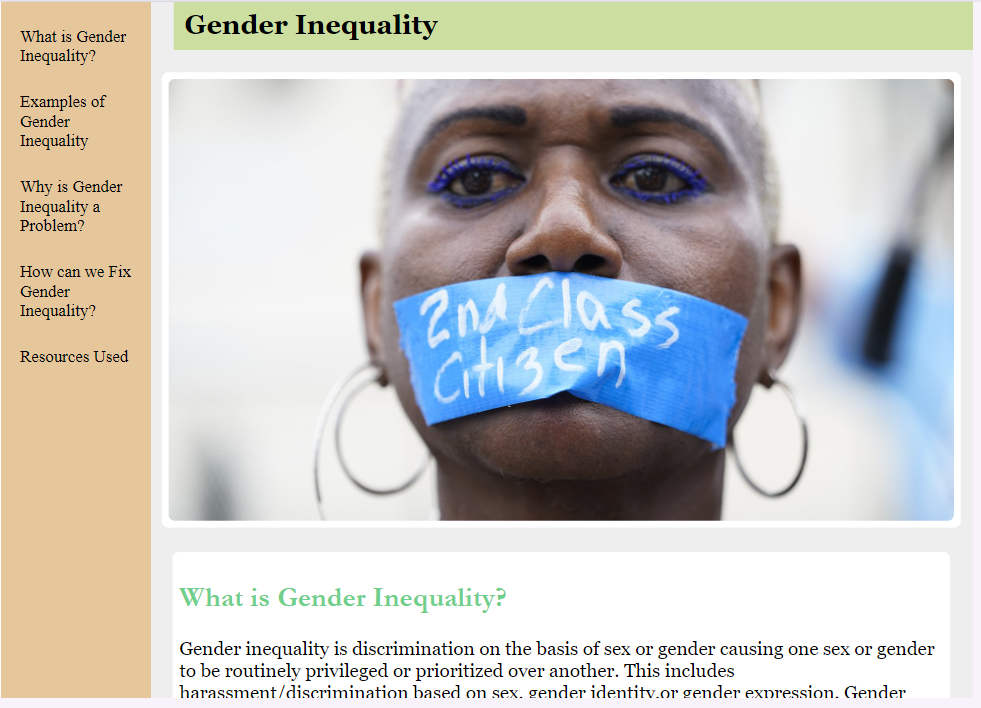 What is Gender
Inequality?
Examples of
Gender
Inequality
Why is Gender
Inequality a
Problem?
How can we Fix
Gender
Inequality?
Resources Used
Gender Inequality
2nd Class
Citizen
What is Gender Inequality?
Gender inequality is discrimination on the basis of sex or gender causing one sex or gender
to be routinely privileged or prioritized over another. This includes
harassment/discrimination based on sex, gender identity,or gender expression. Gender